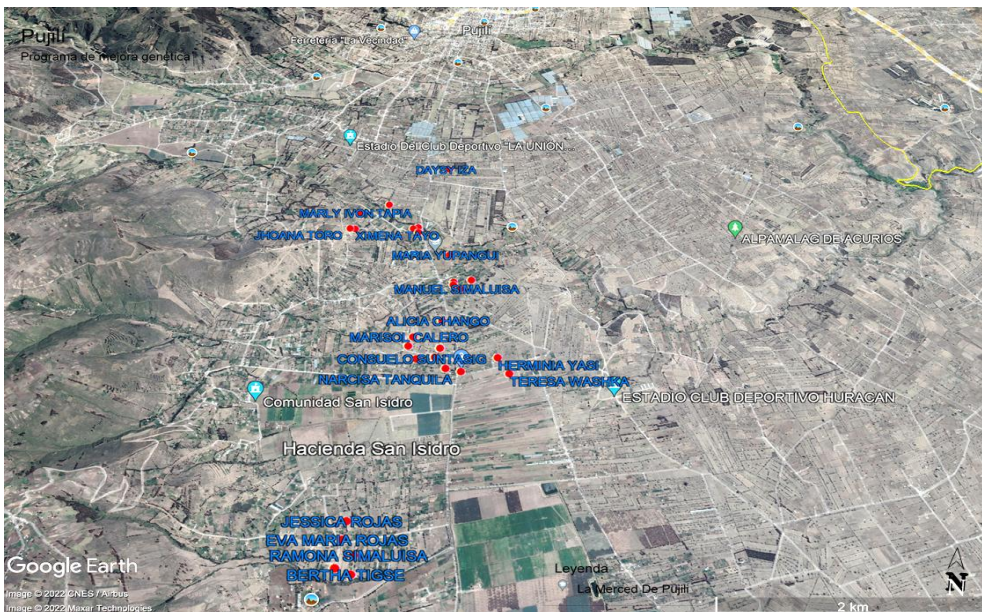 Pujilí
Programa de mejora genética
Ferretería "La Vecindad"
Pujilí
Estadio Del Club Deportivo "LA UNIÓN...
DAYSY IZA
MARLY IVON TAPIA
JHOANA TORO
XIMENA TAYO
MARIA YUPANGUI
ALPAMALAG DE ACURIOS
MANUEL SIMALUISA
ALICIA CHANGO
MARISOL CALERO
CONSUELO GUNTASIG
HERMINIA YASI
NARCISA TANQUILA
TERESA WASHKA
Comunidad San Isidro
ESTADIO CLUB DEPORTIVO HURACAN
Hacienda San Isidro
JESSICA ROJAS
EVA MARIA ROJAS
RAMONA SIMALUISA
BERTHA TIGSE
Google Earth
Image © 2022 CNES / Airbus
Image © 2022 Maxar Technologies
Leyenda
La Merced De Pujilí
N
2 km